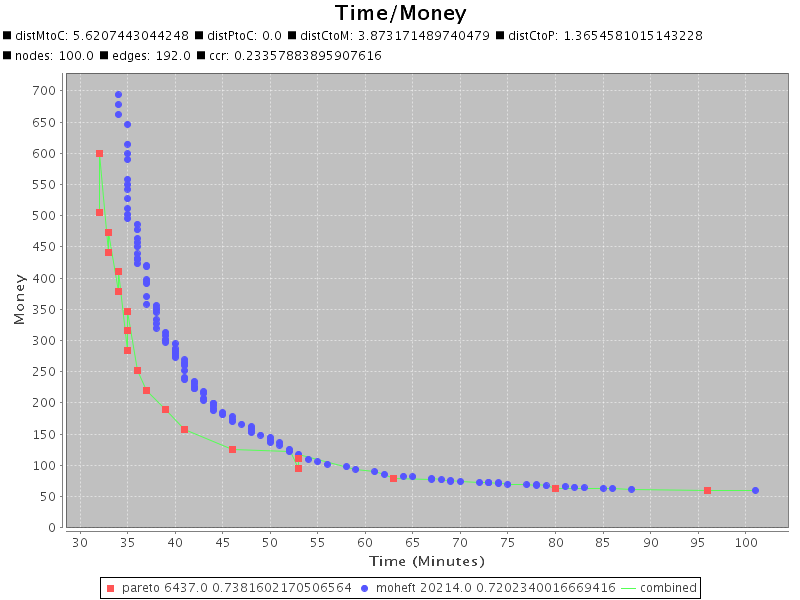 Time/Money
distMtoC: 5.6207443044248 distPtoC: 0.0 distCtoM: 3.873171489740479 distCtoP: 1.3654581015143228
nodes: 100.0 edges: 192.0 ccr: 0.23357883895907616
700
650
600
550
500
450
400
350
300
250
200
150
100
50
0
Money
30 35 40 45 50 55 60 65 70 75 80 85 90 95 100
Time (Minutes)
pareto 6437.0 0.7381602170506564 moheft 20214.0 0.7202340016669416 combined